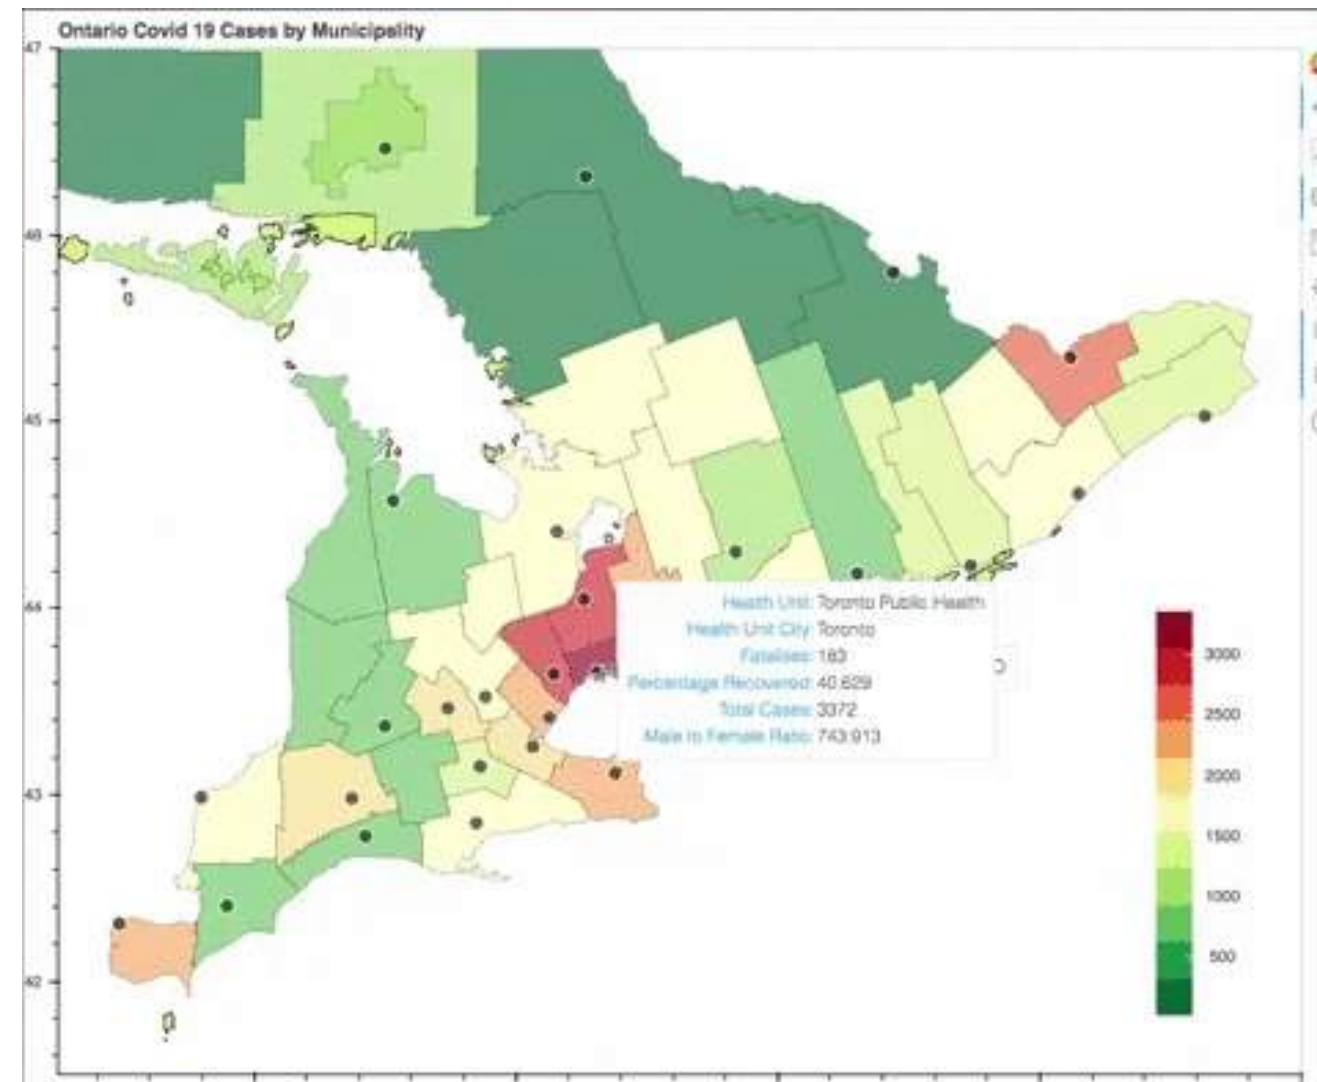 Ontario Covid 19 Cases by Municipality
47
46
45
44
43
42
Health Unit: Toronto Public Health
Health Unit City: Toronto
Fatalities: 183
Percentage Recovered: 40.629
Total Cases: 3372
Male to Female Ratio: 743:913
3000
2500
2000
1500
1000
500